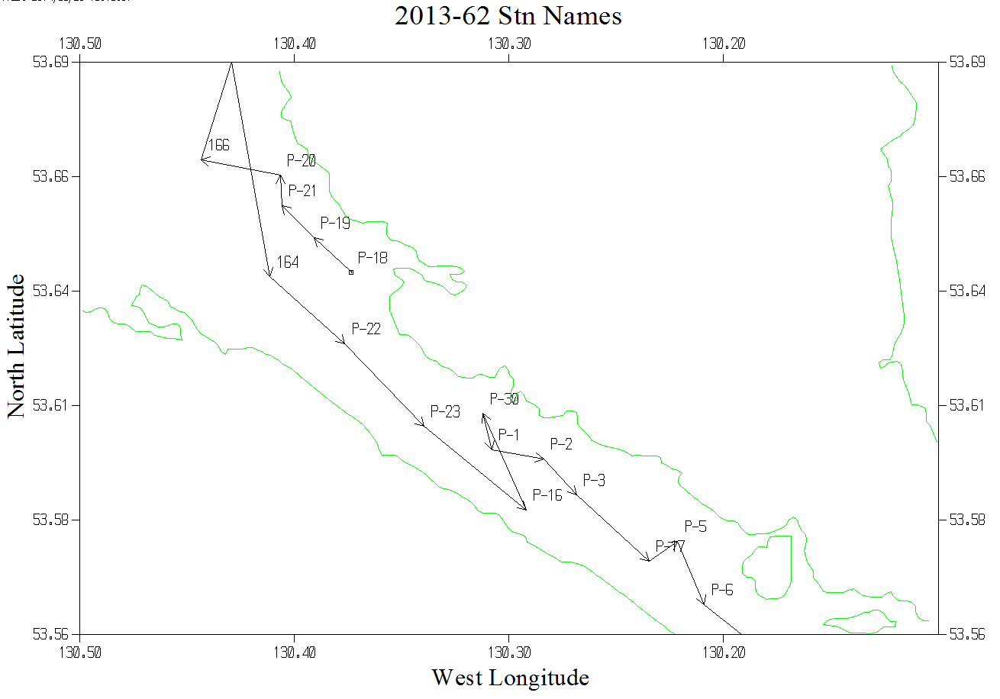 2013-62 Stn Names
130.50 130.40 130.30 130.20
53.69 53.69
166
P-20
53.66 53.66
P-21
P-19
P-18
164
53.64 53.64
P-22
P-30
53.61 53.61
P-23
P-1
P-2
P-3
P-16
53.58 53.58
P-5
P-6
53.56 53.56
130.50 130.40 130.30 130.20
North Latitude
West Longitude